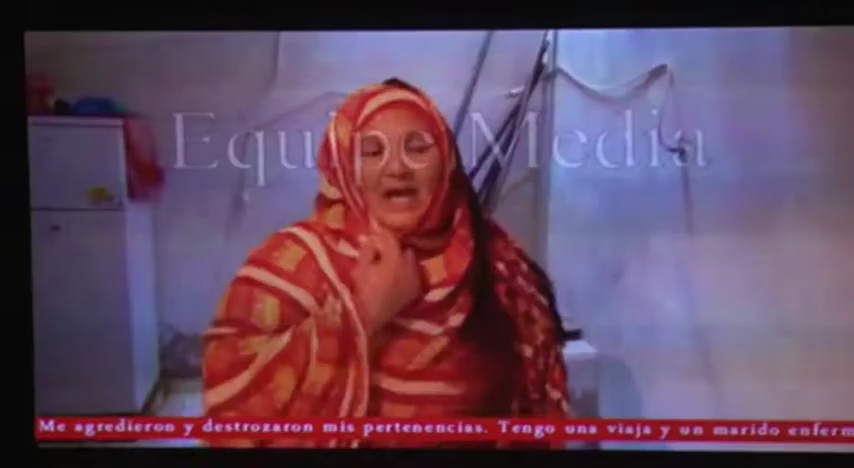 Equipe Media
Me agredieron y destrozaron mis pertenencias. Tengo una viaja y un marido enferm